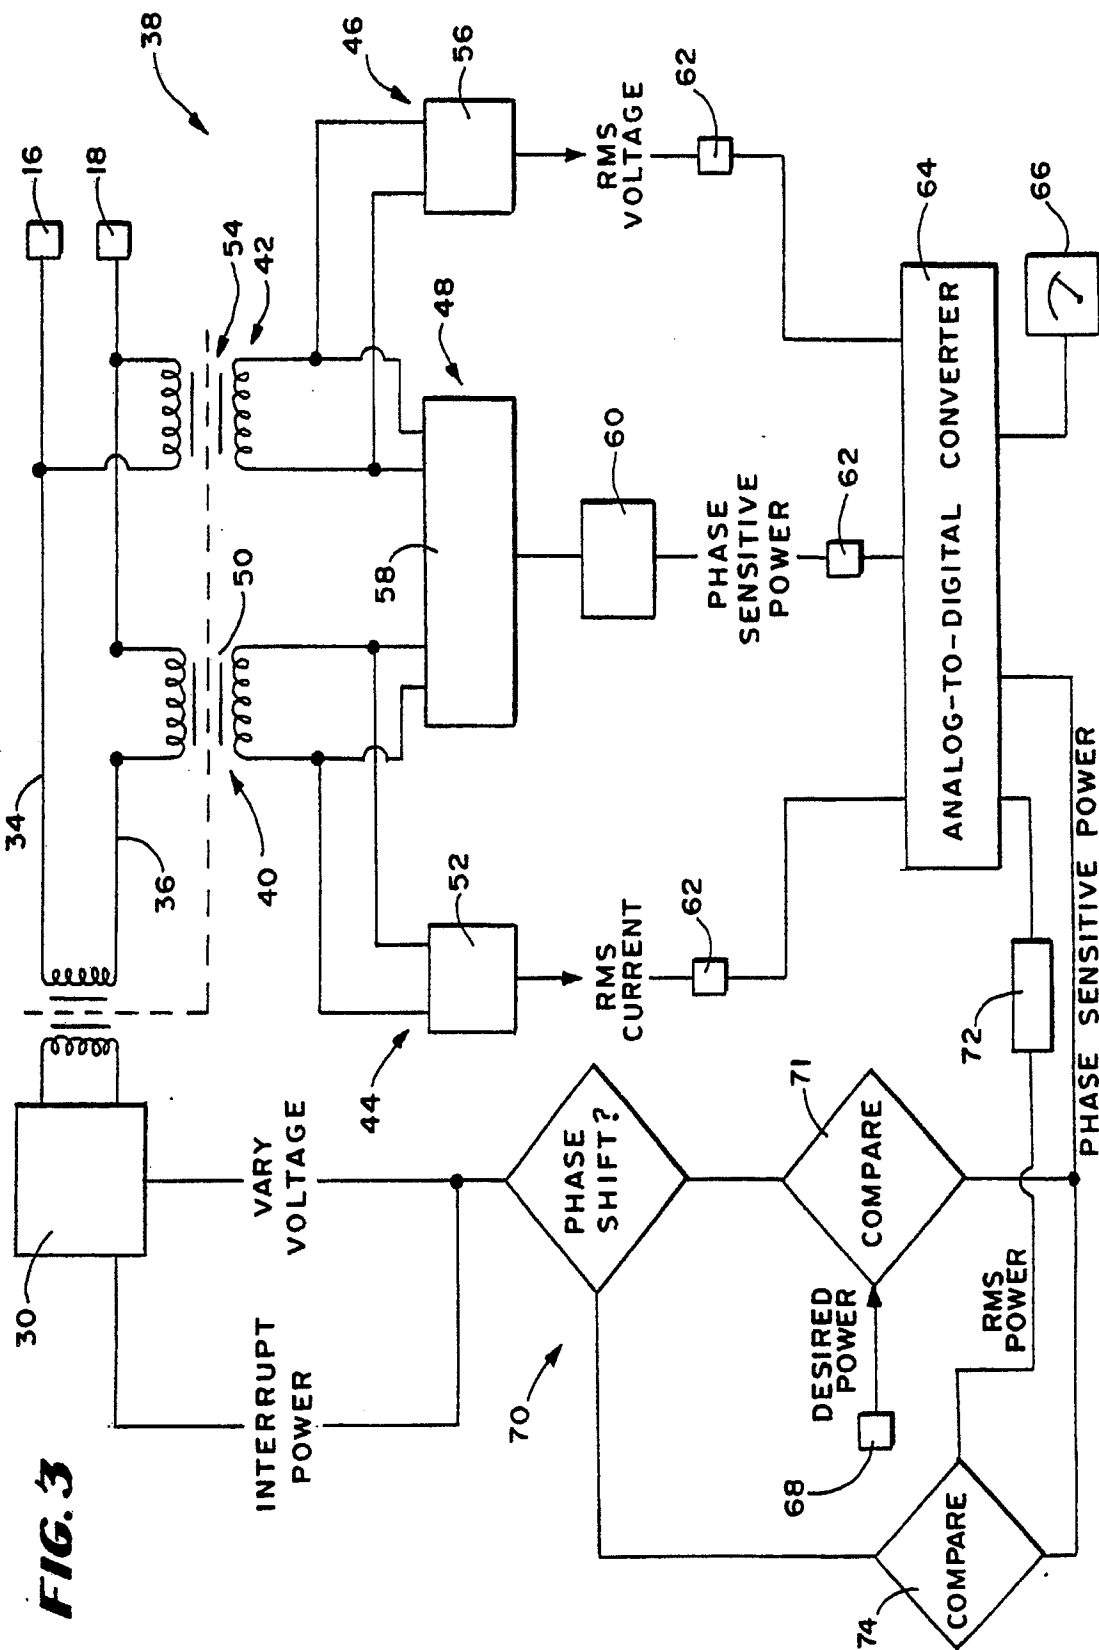 FIG. 3
38
16
18
34
36
54
42
50
40
30
46
56
48
58
44
52
60
VARY
VOLTAGE
INTERRUPT
POWER
RMS
VOLTAGE
62
PHASE
SENSITIVE
POWER
62
RMS
CURRENT
62
64
66
ANALOG-TO-DIGITAL CONVERTER
70
PHASE
SHIFT?
71
COMPARE
72
DESIRED
POWER
68
RMS
POWER
PHASE SENSITIVE POWER
74
COMPARE